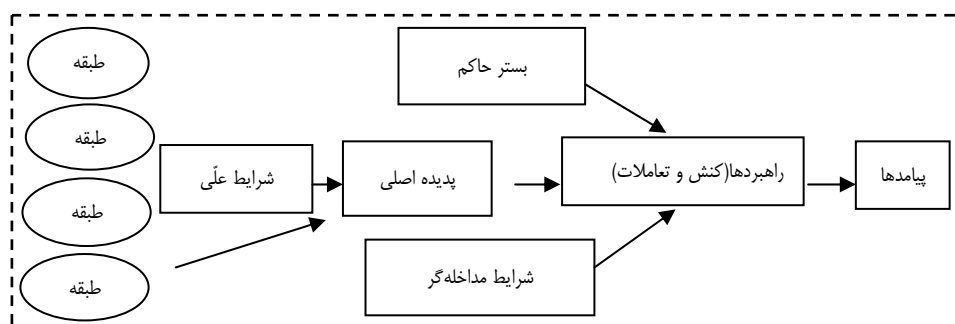 طبقه
طبقه
طبقه
طبقه
بستر حاکم
شرایط علّی
پدیده اصلی
راهبردها(کنش و تعاملات)
پیامدها
شرایط مداخله‌گر